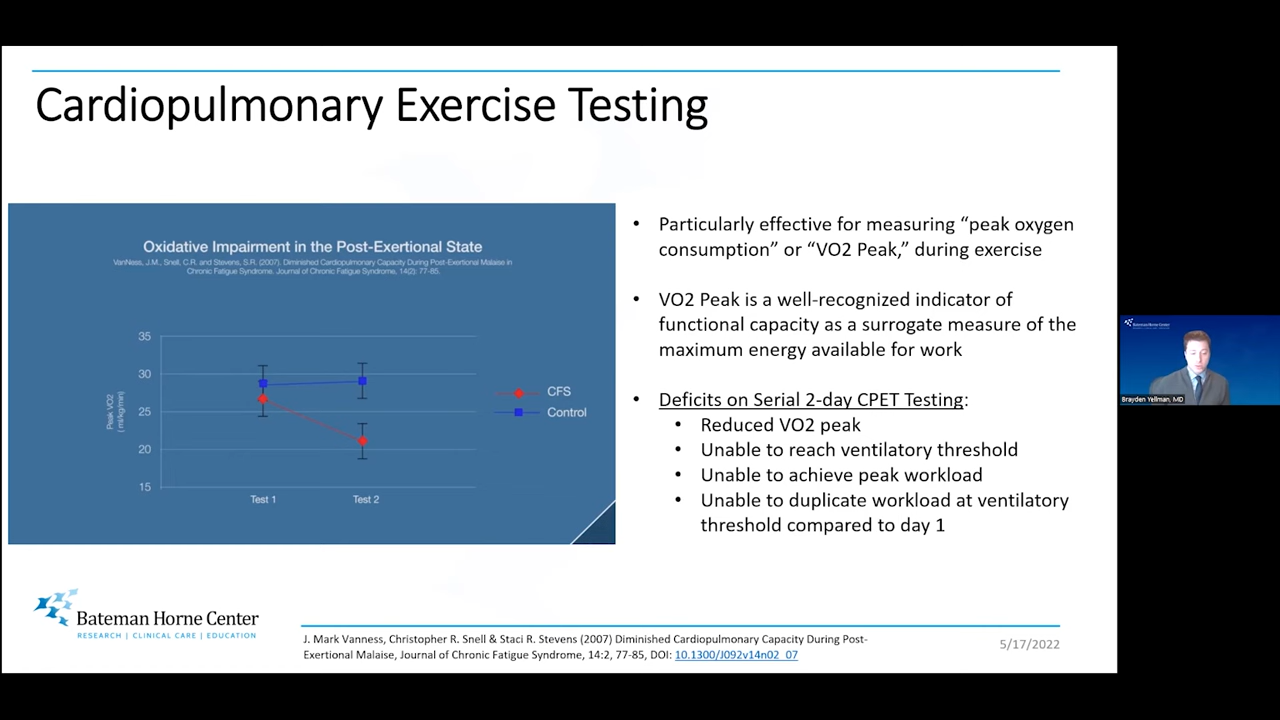 Cardiopulmonary Exercise Testing
Oxidative Impairment in the Post-Exertional State
VanNess, J.M., Snell, C.R. and Stevens, S.R. (2007). Diminished Cardiopulmonary Capacity During Post-Exertional Malaise in
Chronic Fatigue Syndrome. Journal of Chronic Fatigue Syndrome, 14(2): 77-85.
35
30
25
20
15
Peak VO2
( ml/kg/min)
Test 1
Test 2
CFS
Control
• Particularly effective for measuring “peak oxygen
consumption” or “VO2 Peak,” during exercise
• VO2 Peak is a well-recognized indicator of
functional capacity as a surrogate measure of the
maximum energy available for work
• Deficits on Serial 2-day CPET Testing:
• Reduced VO2 peak
• Unable to reach ventilatory threshold
• Unable to achieve peak workload
• Unable to duplicate workload at ventilatory
threshold compared to day 1
Bateman Horne Center
RESEARCH | CLINICAL CARE | EDUCATION
J. Mark Vanness, Christopher R. Snell & Staci R. Stevens (2007) Diminished Cardiopulmonary Capacity During Post-
Exertional Malaise, Journal of Chronic Fatigue Syndrome, 14:2, 77-85, DOI: 10.1300/J092v14n02_07
5/17/2022
Bateman Horne Center
Brayden Yellman, MD